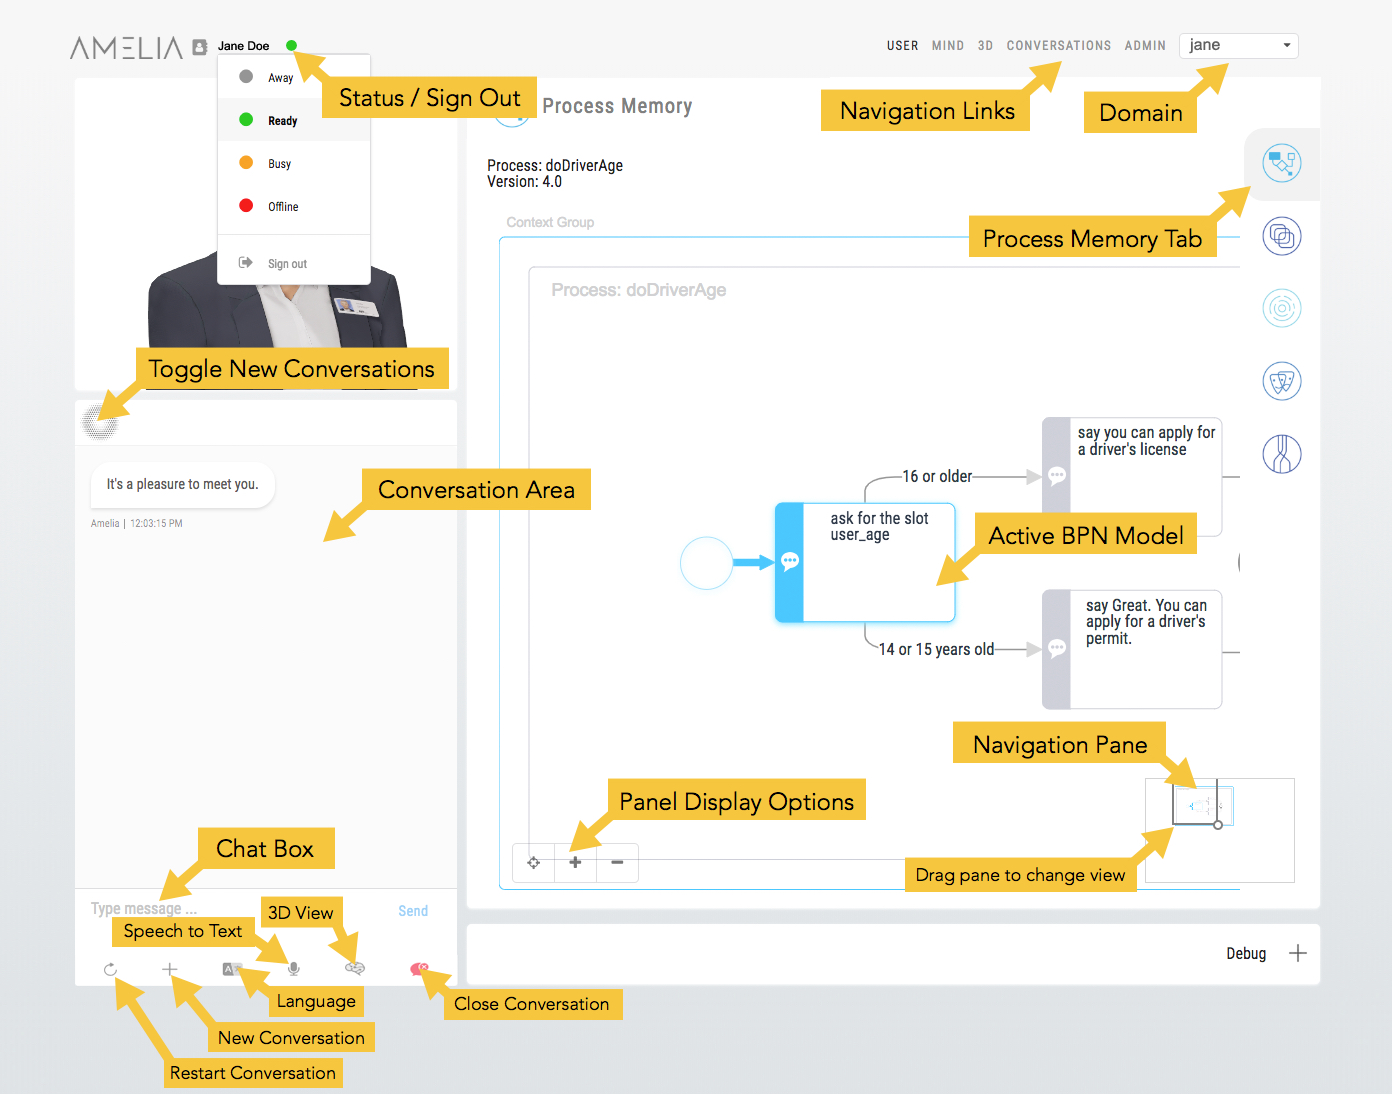 AMELIA
Jane Doe
USER MIND 3D CONVERSATIONS ADMIN
jane
Away
Ready
Busy
Offline
Sign out
Status / Sign Out
Navigation Links
Domain
Process Memory
Process: doDriverAge
Version: 4.0
Process Memory Tab
Context Group
Process: doDriverAge
Toggle New Conversations
It's a pleasure to meet you.
Amelia | 12:03:15 PM
Conversation Area
16 or older
say you can apply for
a driver's license
ask for the slot
user_age
Active BPN Model
14 or 15 years old
say Great. You can
apply for a driver's
permit.
Navigation Pane
Panel Display Options
Drag pane to change view
Chat Box
Type message ...
Send
3D View
Speech to Text
A
Language
Close Conversation
New Conversation
Restart Conversation
Debug